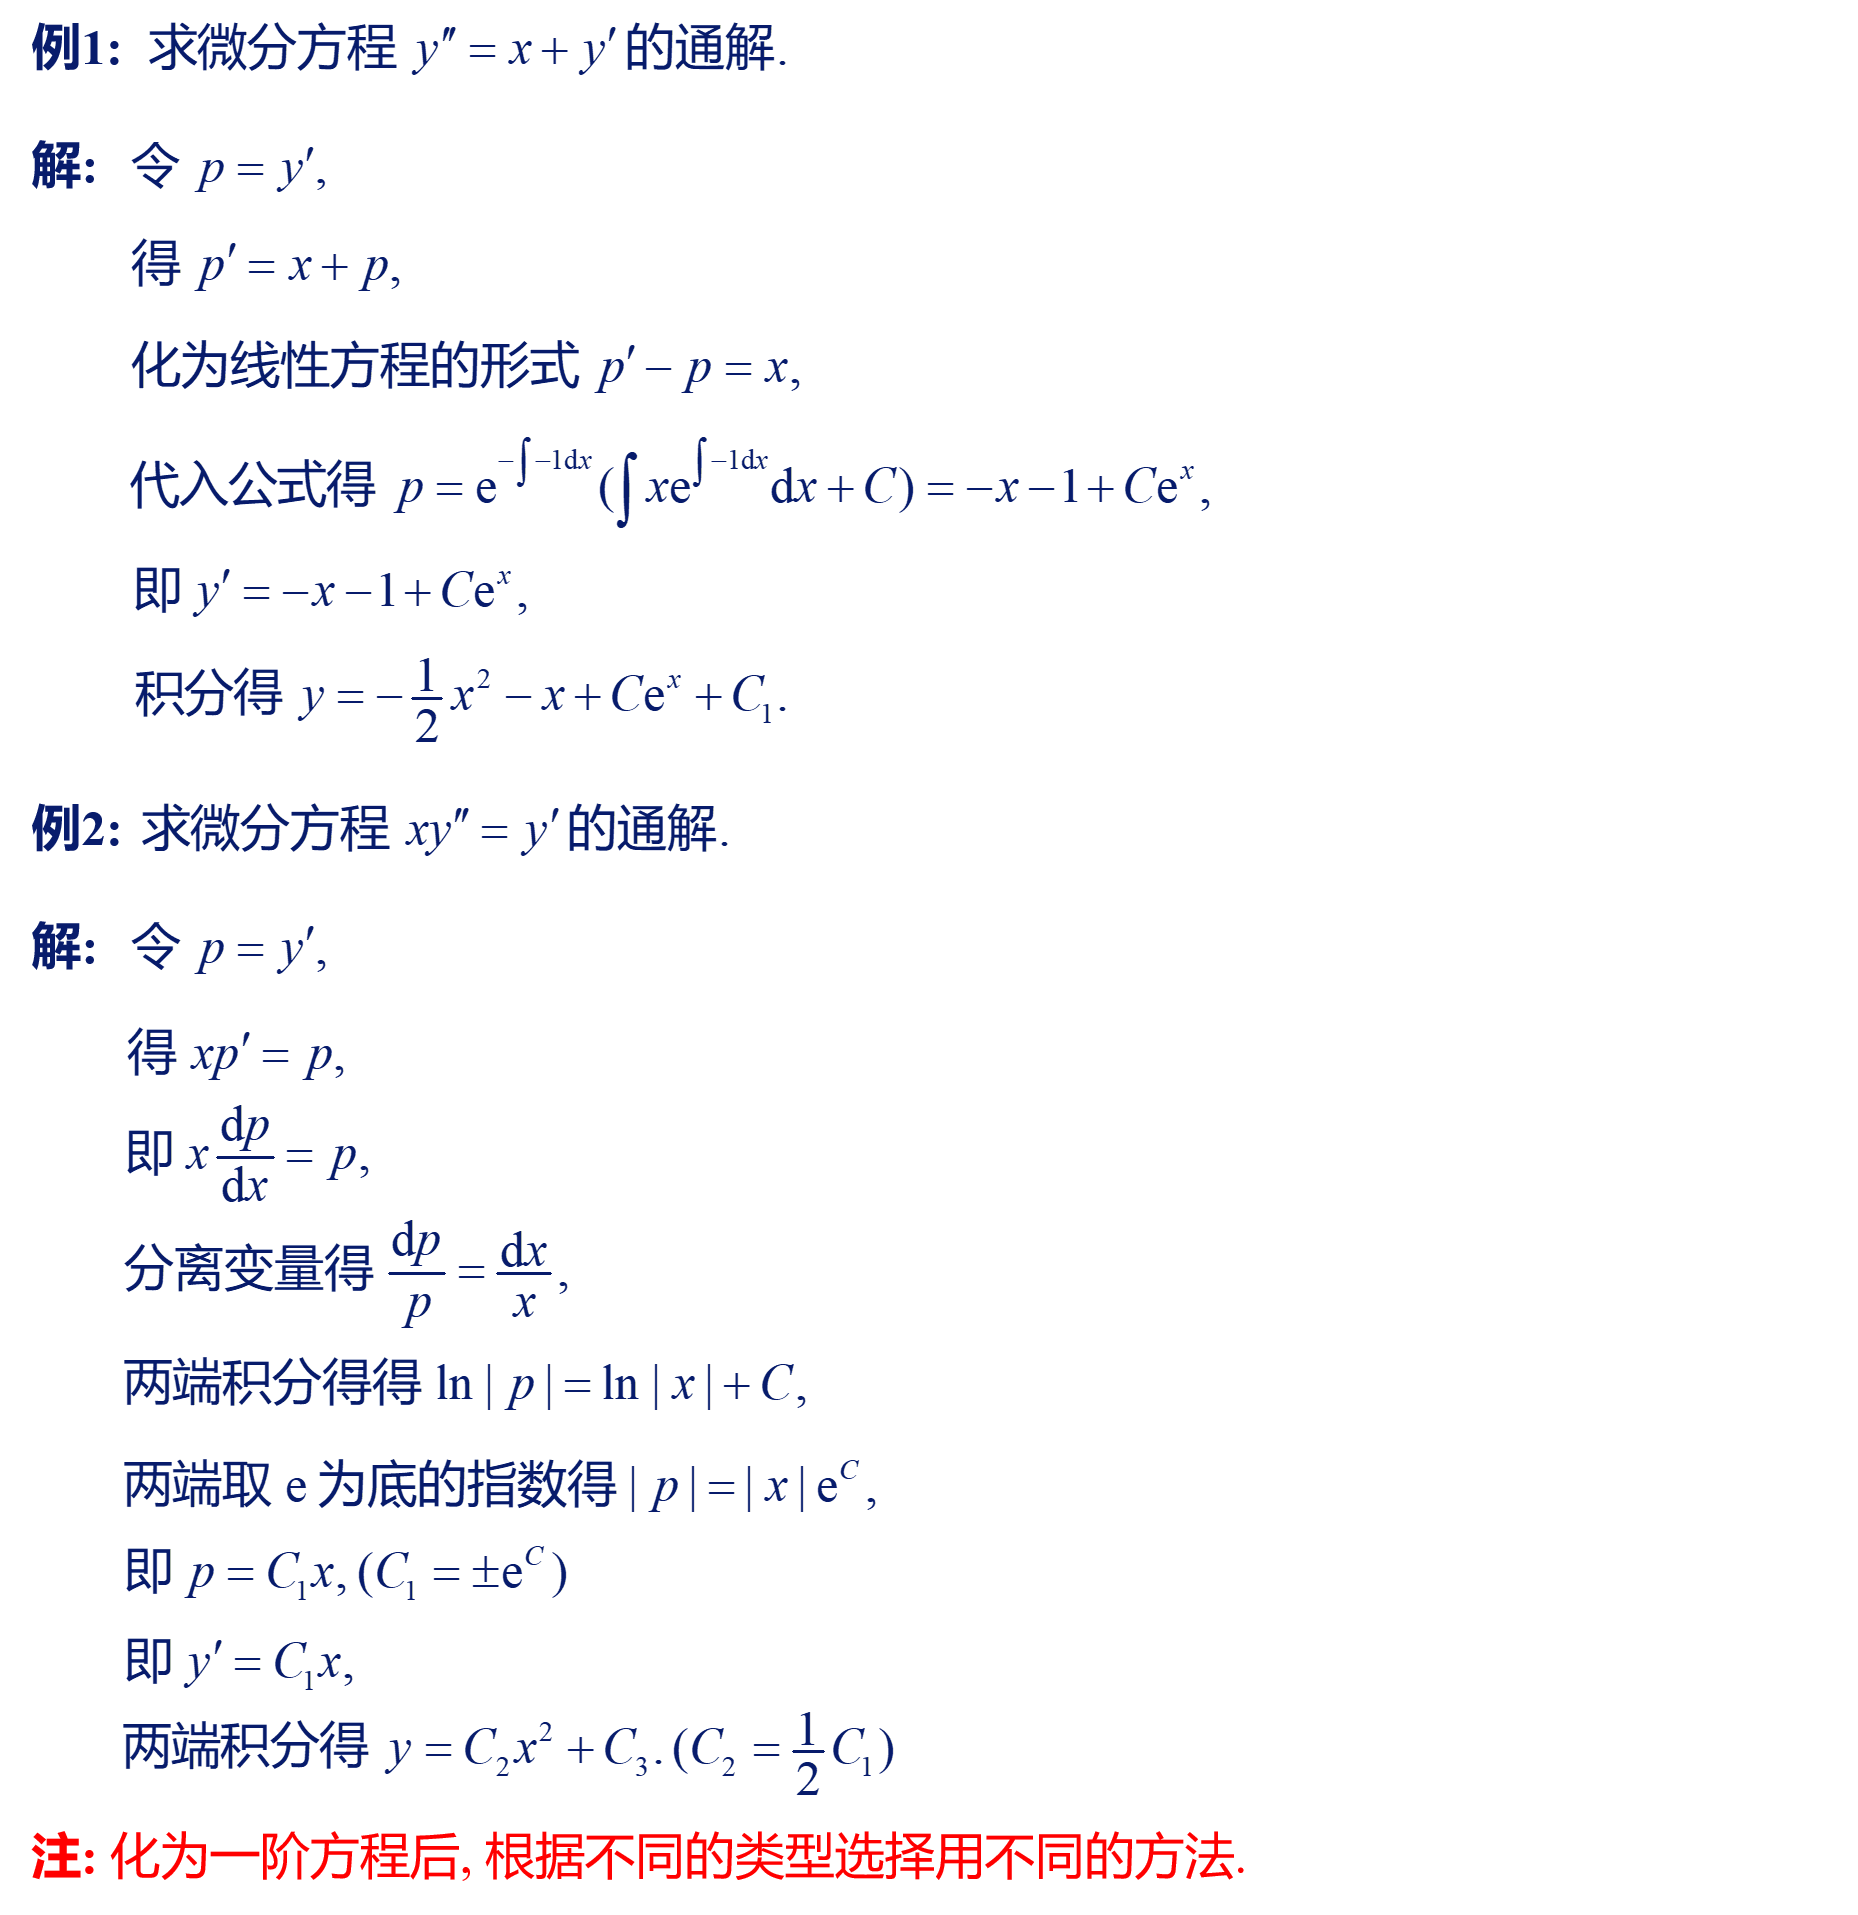 例1: 求微分方程 y″ = x + y′ 的通解.
解: 令 p = y′,
得 p′ = x + p,
化为线性方程的形式 p′ − p = x,
代入公式得 p = e^{−∫−1dx}(∫xe^{∫−1dx}dx + C) = −x − 1 + Ce^x,
即 y′ = −x − 1 + Ce^x,
积分得 y = −\frac{1}{2}x^2 − x + Ce^x + C_1.
例2: 求微分方程 xy″ = y′ 的通解.
解: 令 p = y′,
得 xp′ = p,
即 x\frac{dp}{dx} = p,
分离变量得 \frac{dp}{p} = \frac{dx}{x},
两端积分得得 ln | p | = ln | x | + C,
两端取 e 为底的指数得 | p | = | x | e^C,
即 p = C_1x, (C_1 = ±e^C)
即 y′ = C_1x,
两端积分得 y = C_2x^2 + C_3. (C_2 = \frac{1}{2}C_1)
注: 化为一阶方程后, 根据不同的类型选择用不同的方法.